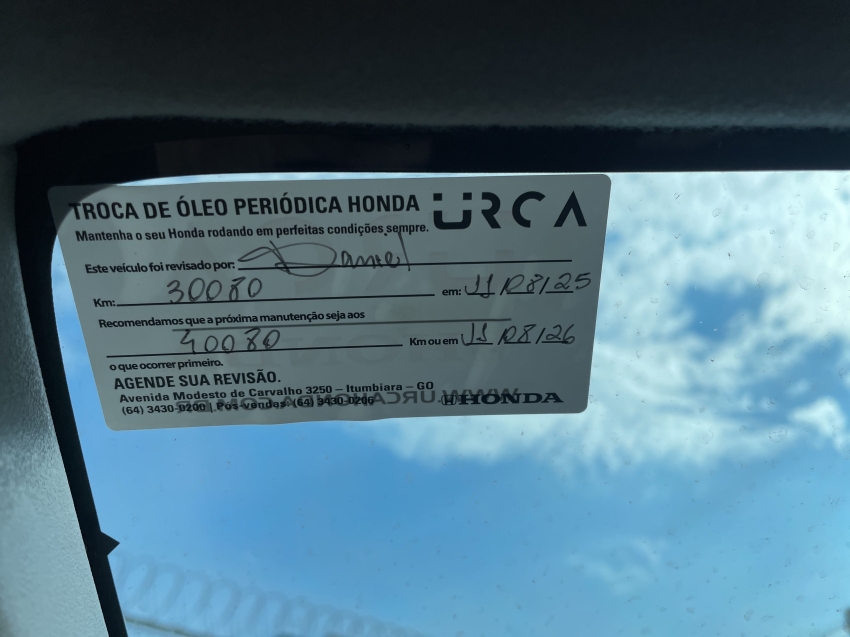 TROCA DE ÓLEO PERIÓDICA HONDA URCA
Mantenha o seu Honda rodando em perfeitas condições sempre.
Este veículo foi revisado por: Daniel
Km: 30080 em: 11/08/25
Recomendamos que a próxima manutenção seja aos
40080 Km ou em 11/08/26
o que ocorrer primeiro.
AGENDE SUA REVISÃO.
Avenida Modesto de Carvalho 3250 – Itumbiara – GO
(64) 3430-0200 | Pós-vendas: (64) 3430-0206
HONDA